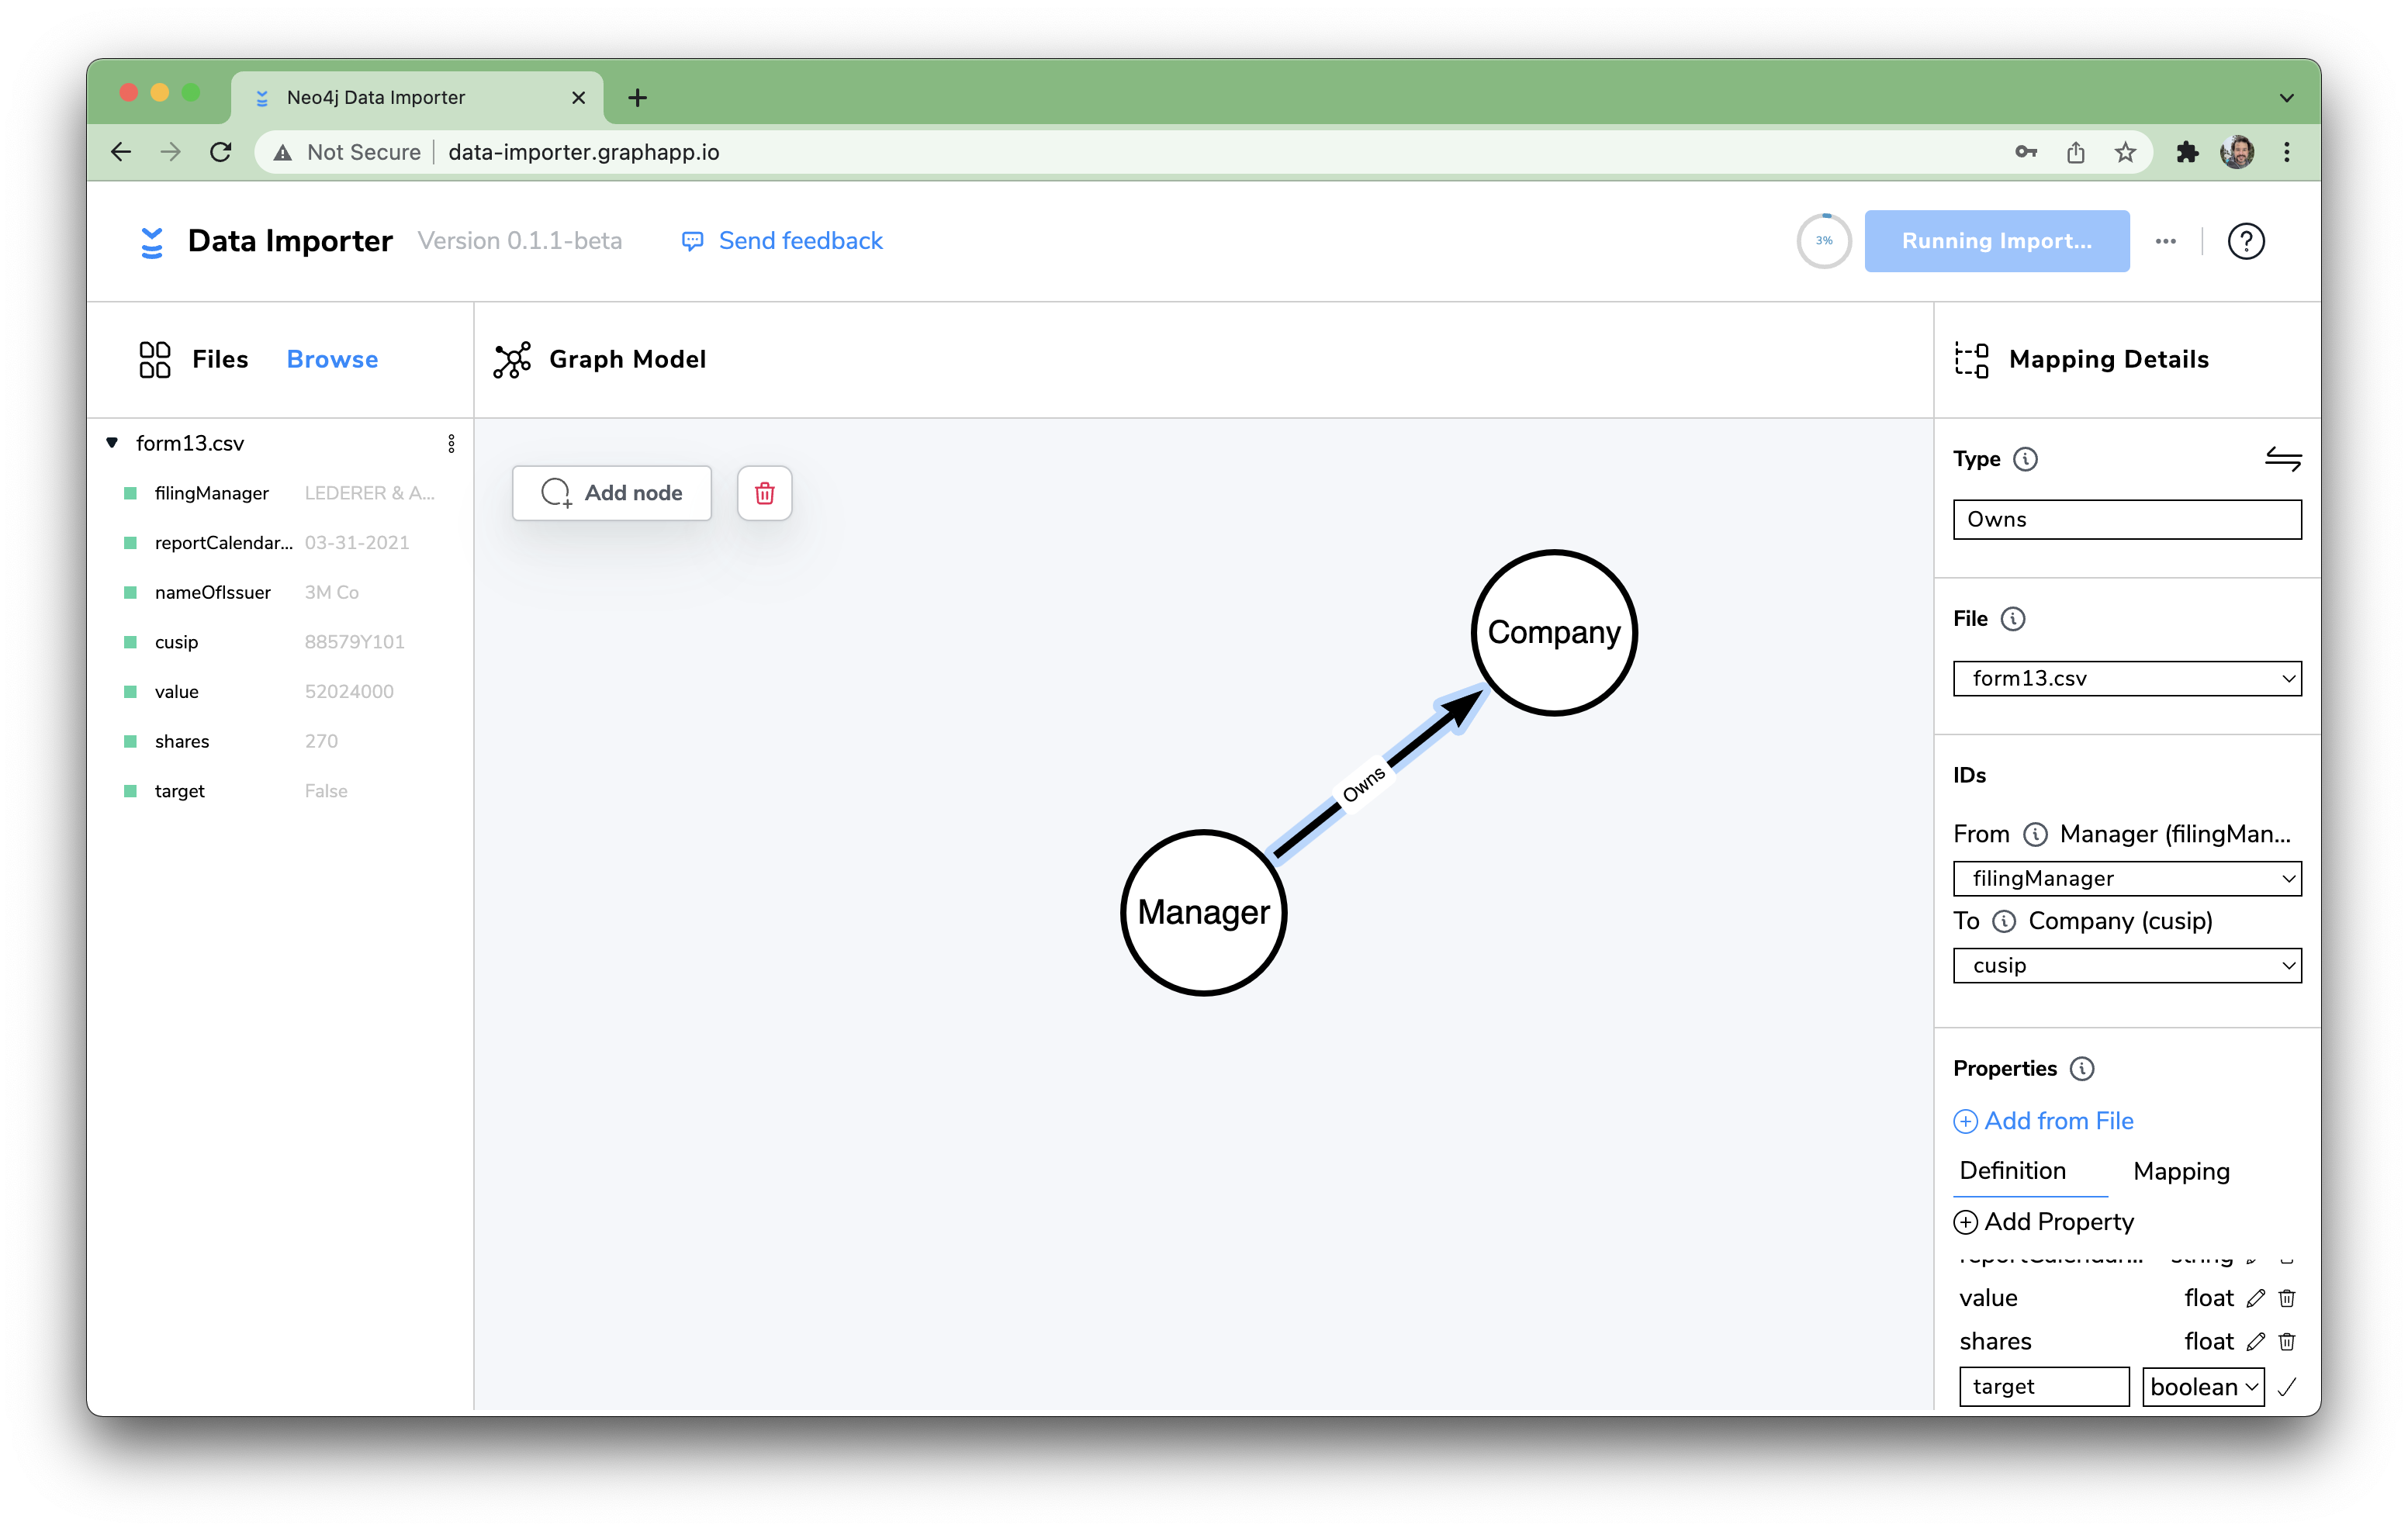 Neo4j Data Importer
Not Secure data-importer.graphapp.io
Data Importer Version 0.1.1-beta Send feedback 3% Running Import...
Files Browse
Graph Model
Mapping Details
form13.csv
filingManager LEDERER & A...
reportCalendar... 03-31-2021
nameOfIssuer 3M Co
cusip 88579Y101
value 52024000
shares 270
target False
Add node
Company
Owns
Manager
Type
Owns
File
form13.csv
IDs
From Manager (filingMan...
filingManager
To Company (cusip)
cusip
Properties
Add from File
Definition Mapping
Add Property
reportCalendar... string
value float
shares float
target boolean